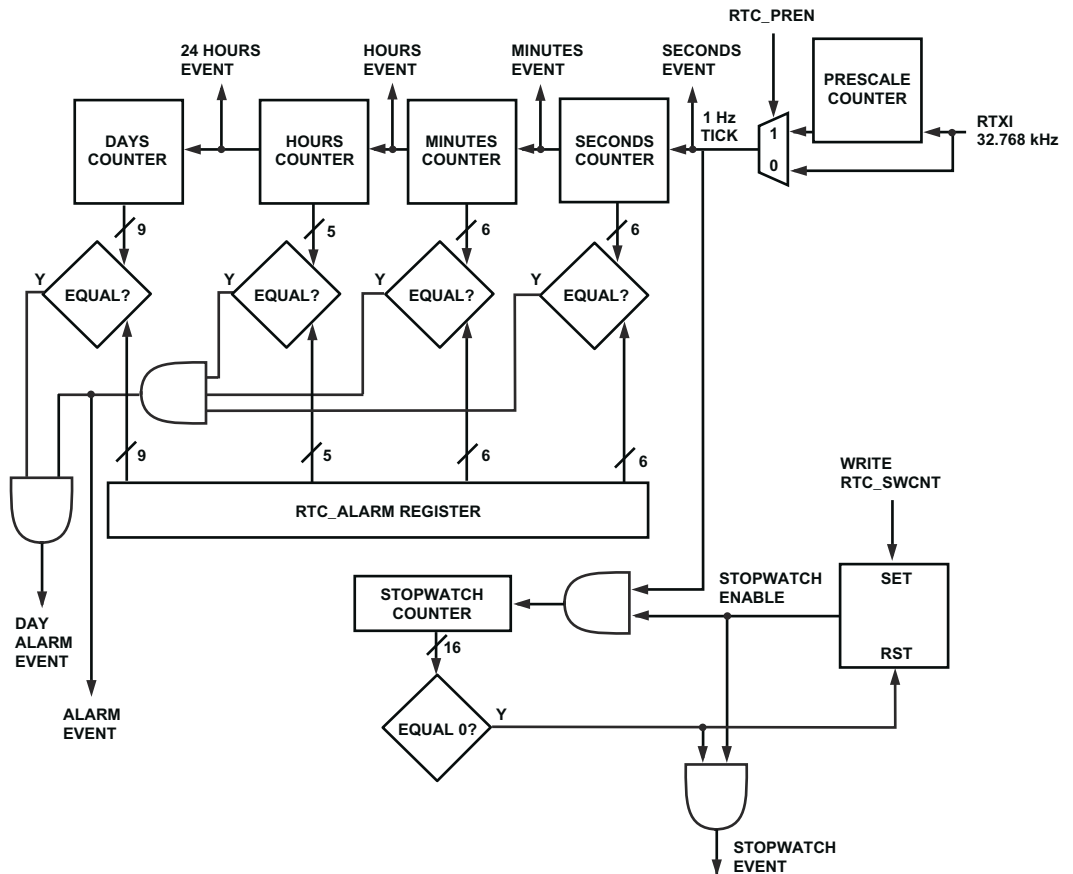 RTC_PREN
24 HOURS
EVENT
HOURS
EVENT
MINUTES
EVENT
SECONDS
EVENT
PRESCALE
COUNTER
DAYS
COUNTER
HOURS
COUNTER
MINUTES
COUNTER
SECONDS
COUNTER
1 Hz
TICK
1
0
RTXI
32.768 kHz
9
5
6
6
Y
EQUAL?
Y
EQUAL?
Y
EQUAL?
Y
EQUAL?
9
5
6
6
RTC_ALARM REGISTER
WRITE
RTC_SWCNT
STOPWATCH
COUNTER
STOPWATCH
ENABLE
SET
RST
16
DAY
ALARM
EVENT
ALARM
EVENT
EQUAL 0?
Y
STOPWATCH
EVENT